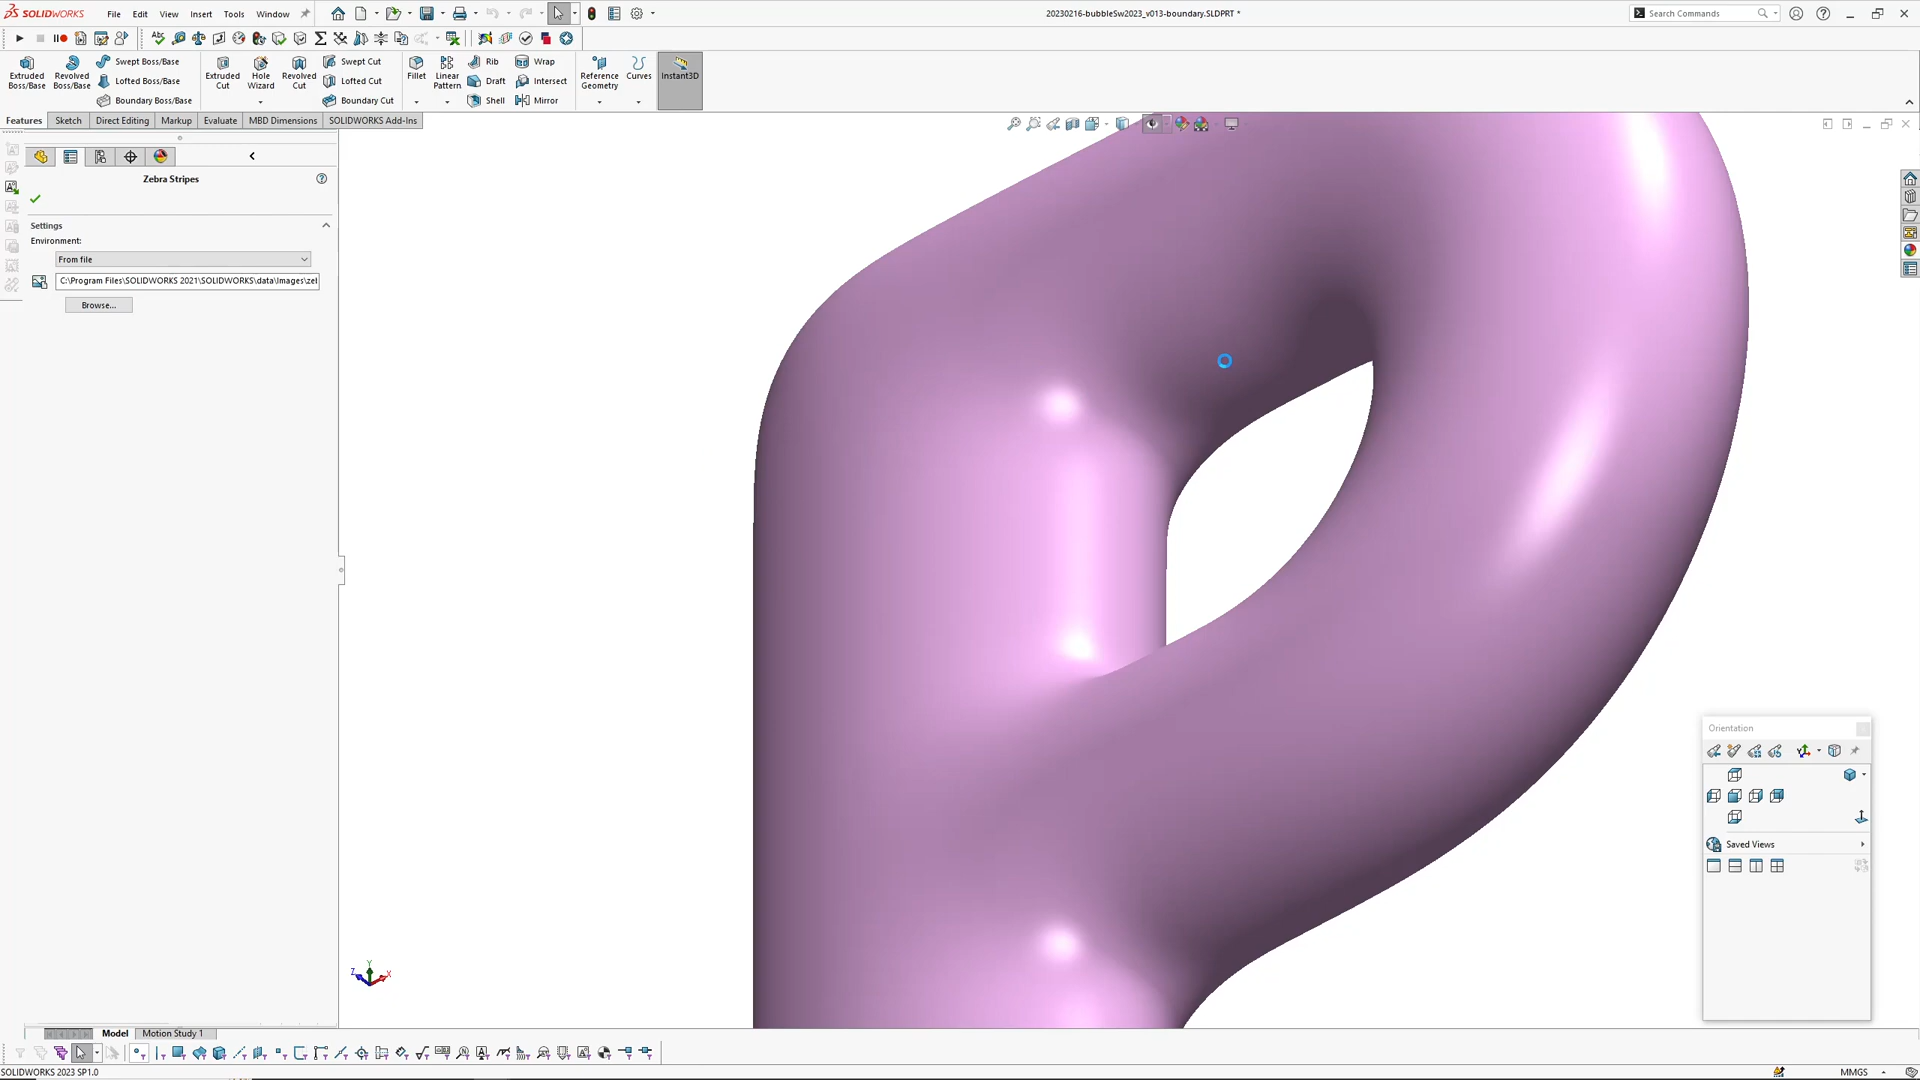 SOLIDWORKS File Edit View Insert Tools Window 20230216-bubbleSw2023_v013-boundary.SLDPRT * Search Commands
Extruded Boss/Base
Revolved Boss/Base
Swept Boss/Base
Lofted Boss/Base
Boundary Boss/Base
Extruded Cut
Hole Wizard
Revolved Cut
Swept Cut
Lofted Cut
Boundary Cut
Fillet
Linear Pattern
Rib
Draft
Shell
Wrap
Intersect
Mirror
Reference Geometry
Curves
Instant3D
Features Sketch Direct Editing Markup Evaluate MBD Dimensions SOLIDWORKS Add-Ins
Zebra Stripes
Settings
Environment:
From file
C:\Program Files\SOLIDWORKS 2021\SOLIDWORKS\data\Images\zel
Browse...
Orientation
Saved Views
Y
Z
X
Model Motion Study 1
SOLIDWORKS 2023 SP1.0
MMGS